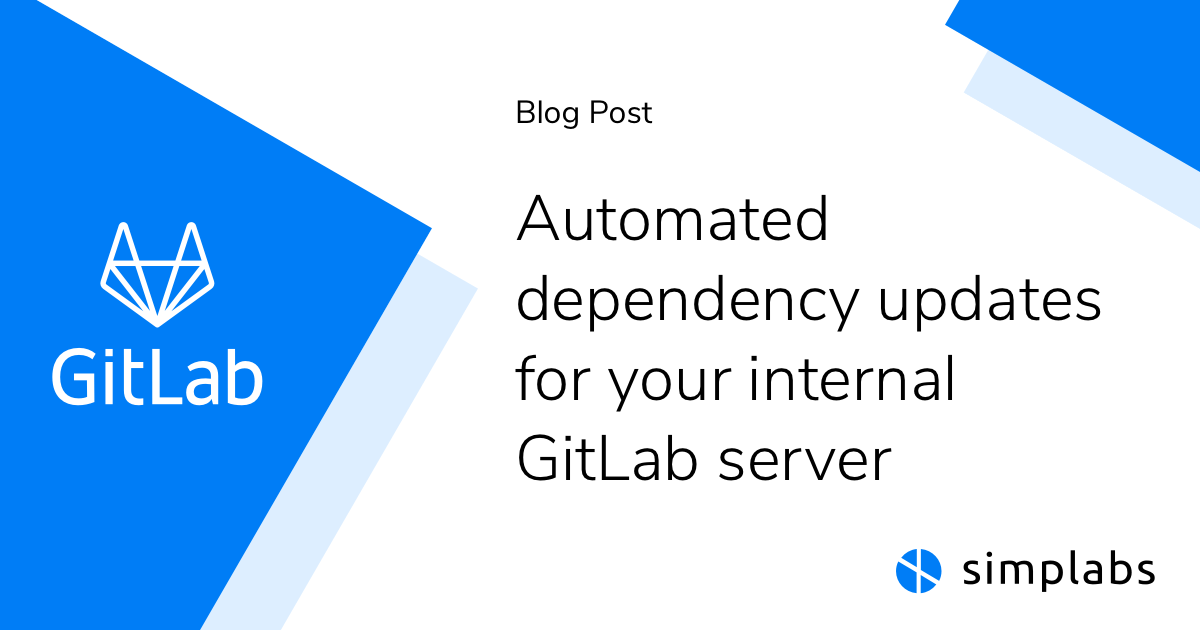 Blog Post
Automated
dependency updates
for your internal
GitLab server
GitLab
simplabs